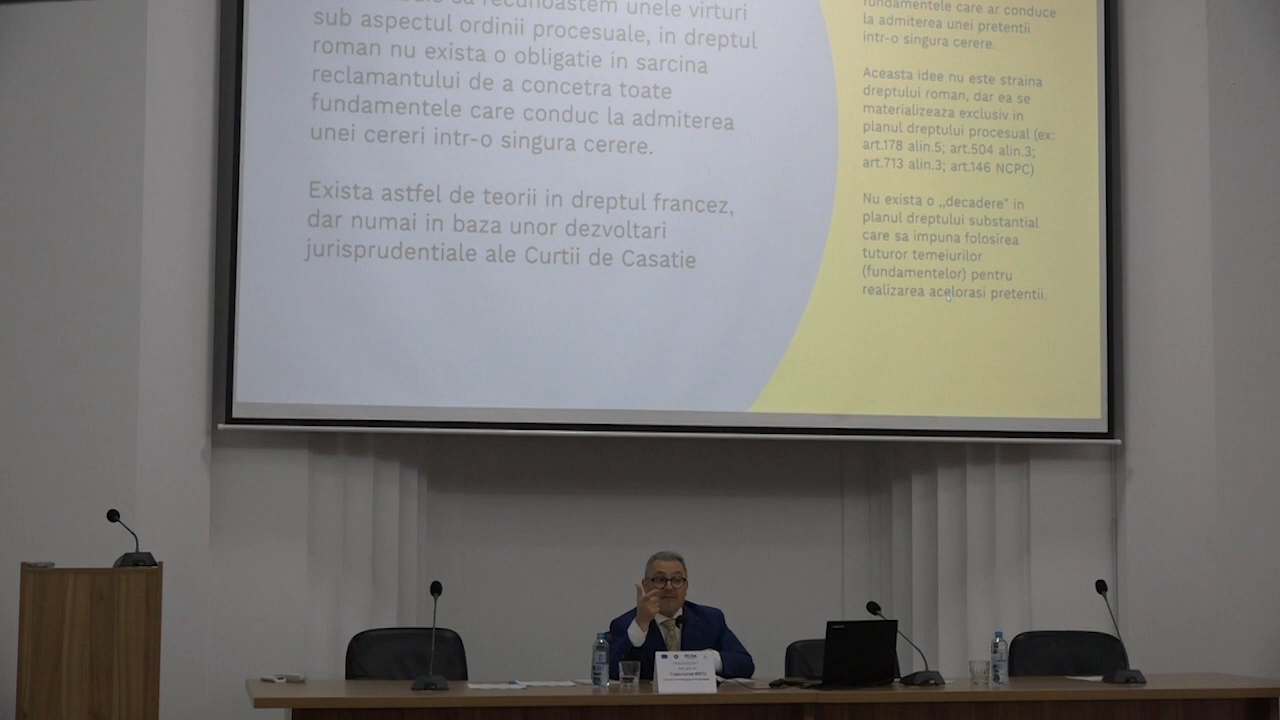 sa recunoastem unele virturi
sub aspectul ordinii procesuale, in dreptul
roman nu exista o obligatie in sarcina
reclamantului de a concetra toate
fundamentele care conduc la admiterea
unei cereri intr-o singura cerere.
Exista astfel de teorii in dreptul francez,
dar numai in baza unor dezvoltari
jurisprudentiale ale Curtii de Casatie
fundamentele care ar conduce
la admiterea unei pretentii
intr-o singura cerere.
Aceasta idee nu este straina
dreptului roman, dar ea se
materializeaza exclusiv in
planul dreptului procesual (ex:
art.178 alin.5; art.504 alin.3;
art.713 alin.3; art.146 NCPC)
Nu exista o ,,decadere" in
planul dreptului substantial
care sa impuna folosirea
tuturor temeiurilor
(fundamentelor) pentru
realizarea acelorasi pretentii.